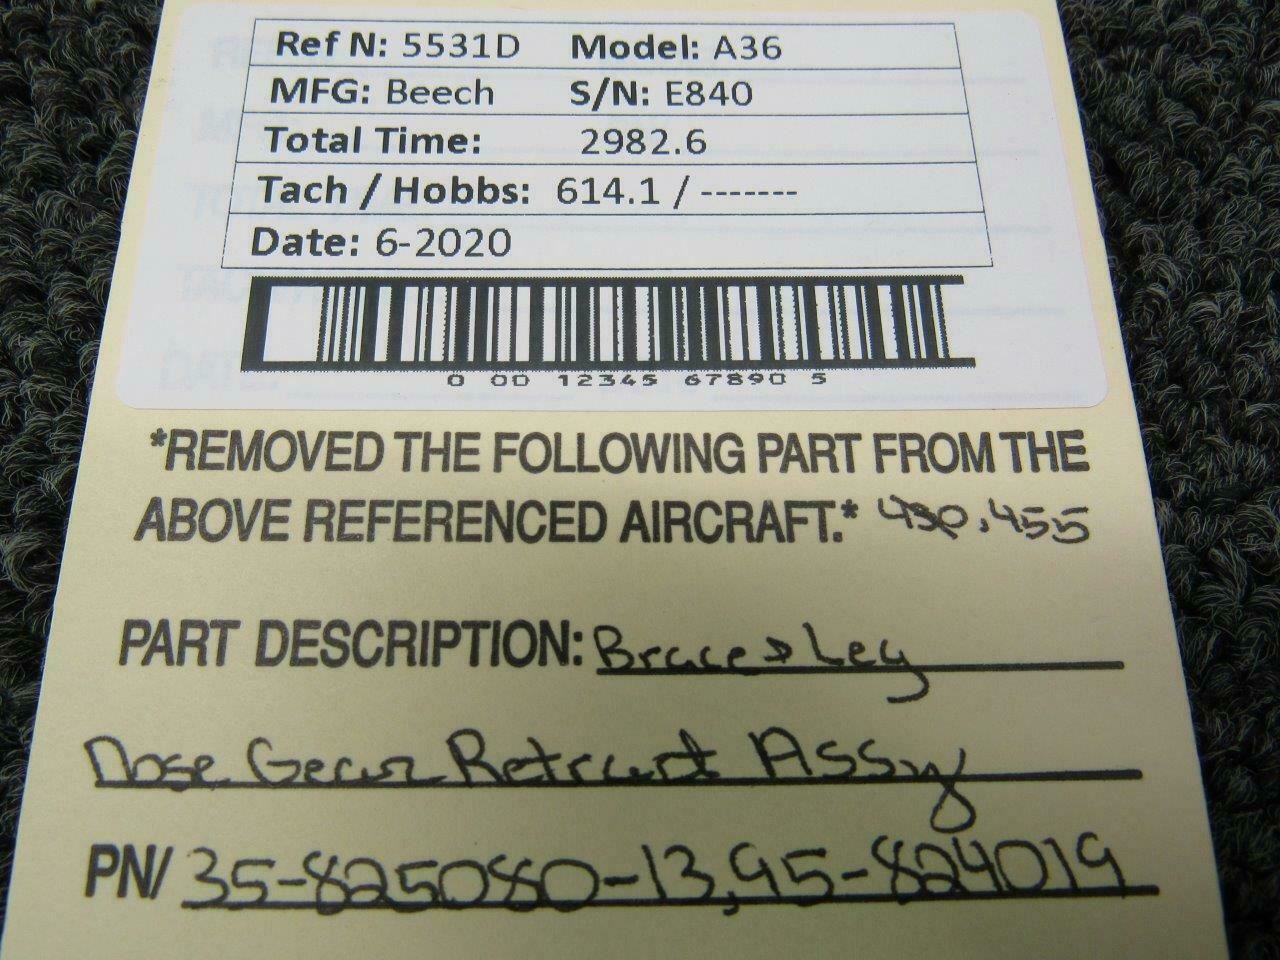 Ref N: 5531D Model: A36
MFG: Beech S/N: E840
Total Time: 2982.6
Tach / Hobbs: 614.1 / -------
Date: 6-2020
0 00 12345 67890 5
*REMOVED THE FOLLOWING PART FROM THE
ABOVE REFERENCED AIRCRAFT.* 430,455
PART DESCRIPTION: Brace & Leg
Nose Gear Retract Assy
PN/ 35-825080-13,95-824019